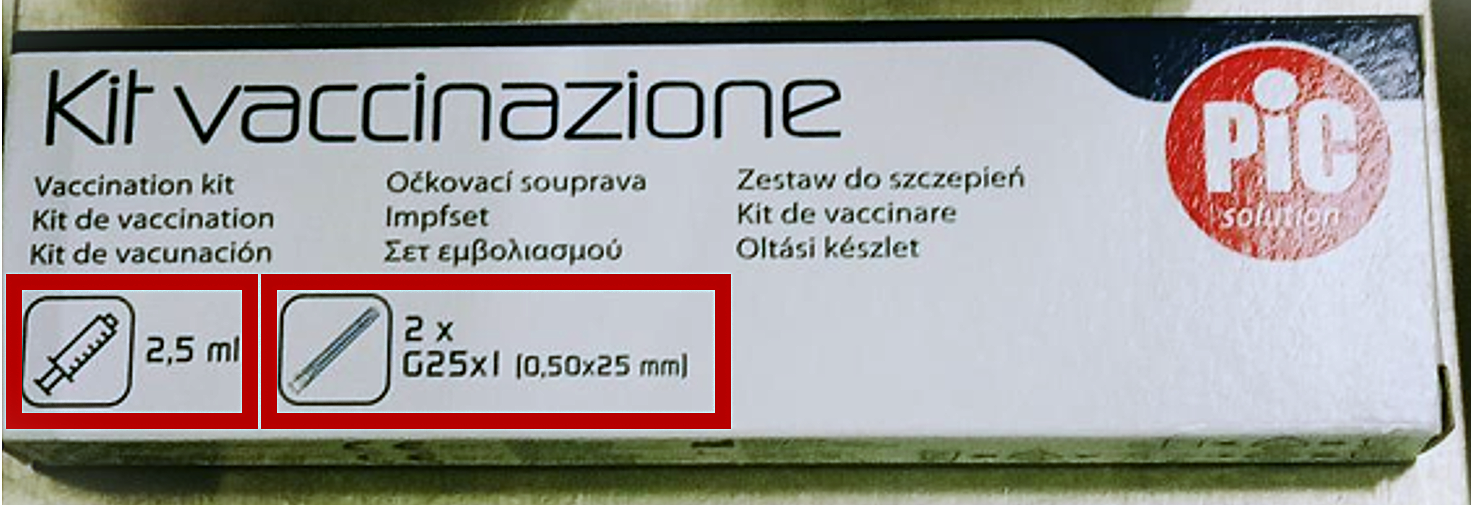 Kit vaccinazione
Vaccination kit
Kit de vaccination
Kit de vacunación
Očkovací souprava
Impfset
Σετ εμβολιασμού
Zestaw do szczepień
Kit de vaccinare
Oltási készlet
PiC
solution
2,5 ml
2 x
G25x1 (0,50x25 mm)